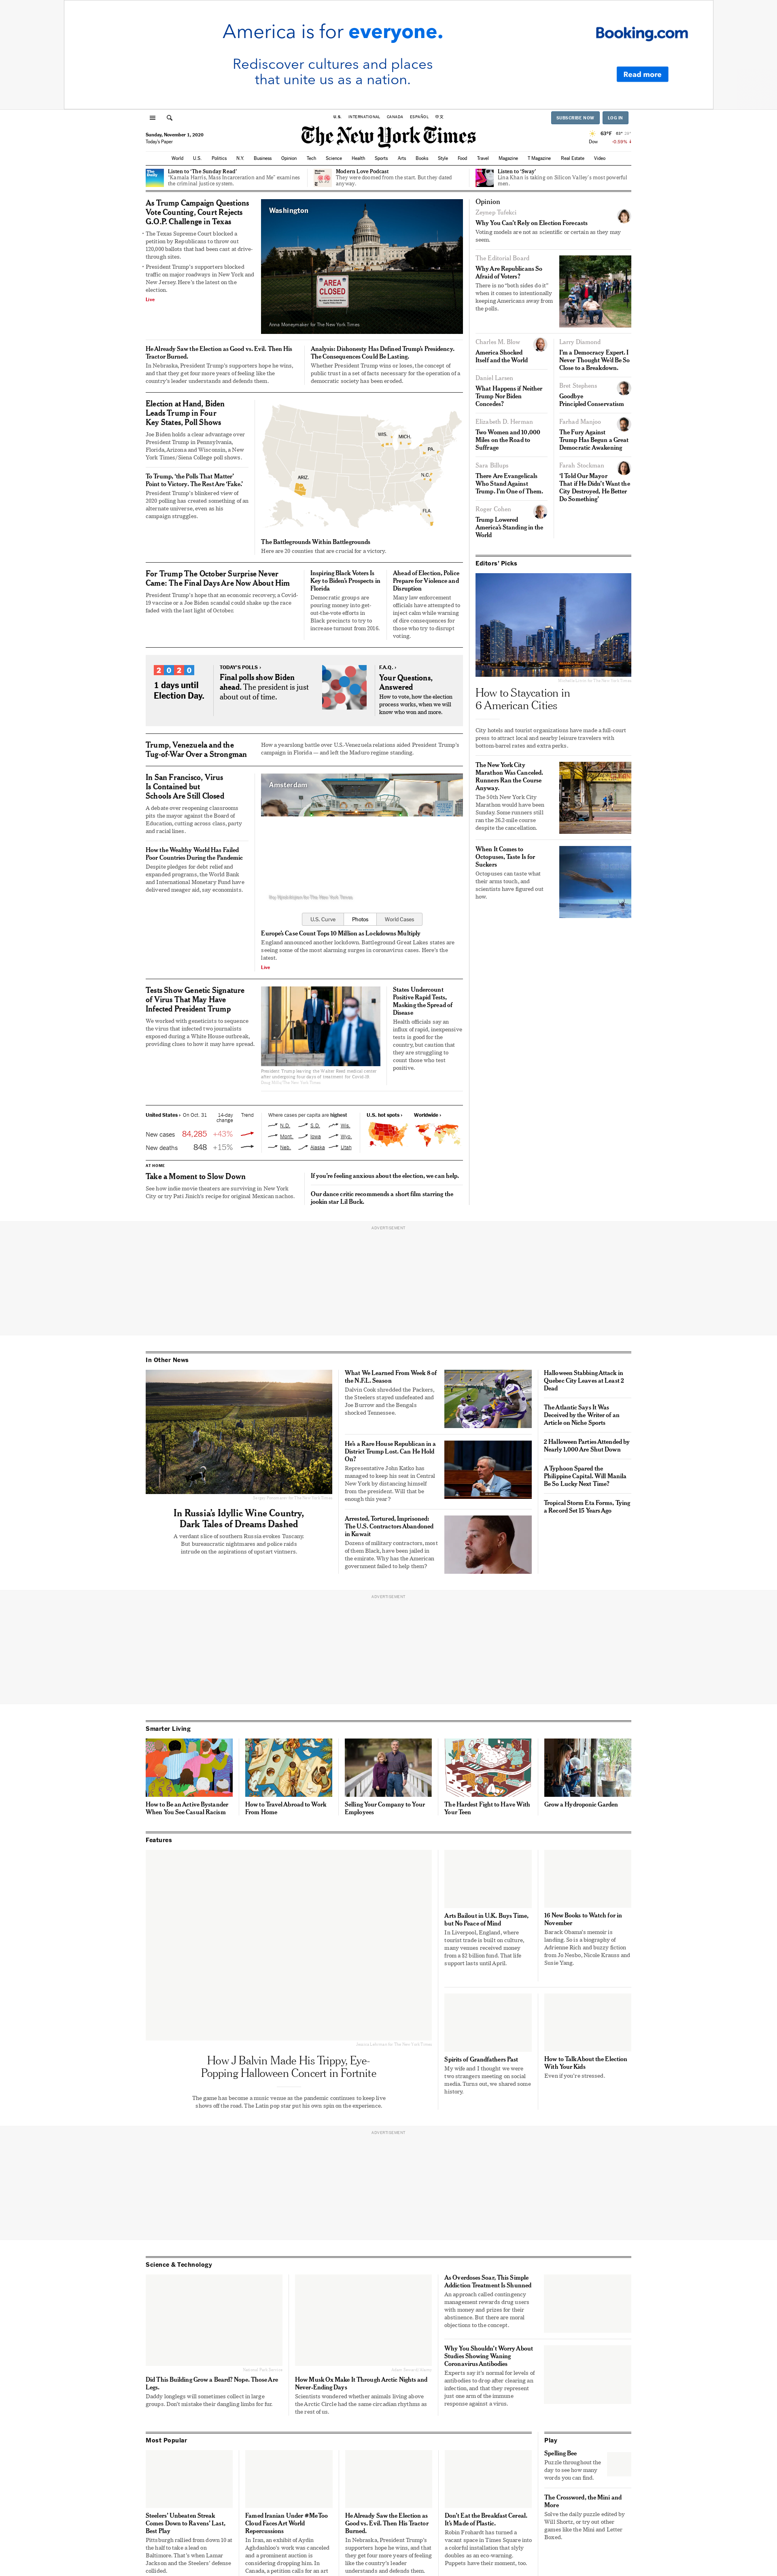 America is for everyone.
Booking.com
Rediscover cultures and places
that unite us as a nation.
Read more
U.S. INTERNATIONAL CANADA ESPAÑOL 中文
SUBSCRIBE NOW LOG IN
The New York Times
Sunday, November 1, 2020
Today's Paper
63°F
Dow -0.59%
World U.S. Politics N.Y. Business Opinion Tech Science Health Sports Arts Books Style Food Travel Magazine T Magazine Real Estate Video
Listen to 'The Sunday Read'
"Kamala Harris, Mass Incarceration and Me" examines
the criminal justice system.
Modern Love Podcast
They were doomed from the start. But they dated
anyway.
Listen to 'Sway'
Lina Khan is taking on Silicon Valley's most powerful
men.
As Trump Campaign Questions
Vote Counting, Court Rejects
G.O.P. Challenge in Texas
The Texas Supreme Court blocked a
petition by Republicans to throw out
120,000 ballots that had been cast at drive-
through sites.
President Trump's supporters blocked
traffic on major roadways in New York and
New Jersey. Here's the latest on the
election.
Live
Washington
AREA
CLOSED
Anna Moneymaker for The New York Times
He Already Saw the Election as Good vs. Evil. Then His
Tractor Burned.
In Nebraska, President Trump's supporters hope he wins,
and that they get four more years of feeling like the
country's leader understands and defends them.
Analysis: Dishonesty Has Defined Trump's Presidency.
The Consequences Could Be Lasting.
Whether President Trump wins or loses, the concept of
public trust in a set of facts necessary for the operation of a
democratic society has been eroded.
Election at Hand, Biden
Leads Trump in Four
Key States, Poll Shows
Joe Biden holds a clear advantage over
President Trump in Pennsylvania,
Florida, Arizona and Wisconsin, a New
York Times/Siena College poll shows.
To Trump, 'the Polls That Matter'
Point to Victory. The Rest Are 'Fake.'
President Trump's blinkered view of
2020 polling has created something of an
alternate universe, even as his
campaign struggles.
WIS.
MICH.
PA.
ARIZ.
N.C.
FLA.
The Battlegrounds Within Battlegrounds
Here are 20 counties that are crucial for a victory.
For Trump The October Surprise Never
Came: The Final Days Are Now About Him
President Trump's hope that an economic recovery, a Covid-
19 vaccine or a Joe Biden scandal could shake up the race
faded with the last light of October.
Inspiring Black Voters Is
Key to Biden's Prospects in
Florida
Democratic groups are
pouring money into get-
out-the-vote efforts in
Black precincts to try to
increase turnout from 2016.
Ahead of Election, Police
Prepare for Violence and
Disruption
Many law enforcement
officials have attempted to
inject calm while warning
of dire consequences for
those who try to disrupt
voting.
2020
1 days until
Election Day.
TODAY'S POLLS ›
Final polls show Biden
ahead. The president is just
about out of time.
F.A.Q. ›
Your Questions,
Answered
How to vote, how the election
process works, when we will
know who won and more.
Trump, Venezuela and the
Tug-of-War Over a Strongman
How a yearslong battle over U.S.-Venezuela relations aided President Trump's
campaign in Florida — and left the Maduro regime standing.
In San Francisco, Virus
Is Contained but
Schools Are Still Closed
A debate over reopening classrooms
pits the mayor against the Board of
Education, cutting across class, party
and racial lines.
How the Wealthy World Has Failed
Poor Countries During the Pandemic
Despite pledges for debt relief and
expanded programs, the World Bank
and International Monetary Fund have
delivered meager aid, say economists.
Amsterdam
U.S. Curve Photos World Cases
Europe's Case Count Tops 10 Million as Lockdowns Multiply
England announced another lockdown. Battleground Great Lakes states are
seeing some of the most alarming surges in coronavirus cases. Here's the
latest.
Live
Tests Show Genetic Signature
of Virus That May Have
Infected President Trump
We worked with geneticists to sequence
the virus that infected two journalists
exposed during a White House outbreak,
providing clues to how it may have spread.
President Trump leaving the Walter Reed medical center
after undergoing four days of treatment for Covid-19.
States Undercount
Positive Rapid Tests,
Masking the Spread of
Disease
Health officials say an
influx of rapid, inexpensive
tests is good for the
country, but caution that
they are struggling to
count those who test
positive.
United States › On Oct. 31 14-day change Trend
New cases 84,285 +43%
New deaths 848 +15%
Where cases per capita are highest
N.D. S.D. Wis.
Mont. Iowa Wyo.
Neb. Alaska Utah
U.S. hot spots › Worldwide ›
AT HOME
Take a Moment to Slow Down
See how indie movie theaters are surviving in New York
City or try Pati Jinich's recipe for original Mexican nachos.
If you're feeling anxious about the election, we can help.
Our dance critic recommends a short film starring the
jookin star Lil Buck.
Opinion
Zeynep Tufekci
Why You Can't Rely on Election Forecasts
Voting models are not as scientific or certain as they may
seem.
The Editorial Board
Why Are Republicans So
Afraid of Voters?
There is no "both sides do it"
when it comes to intentionally
keeping Americans away from
the polls.
Charles M. Blow
America Shocked
Itself and the World
Larry Diamond
I'm a Democracy Expert. I
Never Thought We'd Be So
Close to a Breakdown.
Daniel Larsen
What Happens if Neither
Trump Nor Biden
Concedes?
Bret Stephens
Goodbye
Principled Conservatism
Elizabeth D. Herman
Two Women and 10,000
Miles on the Road to
Suffrage
Farhad Manjoo
The Fury Against
Trump Has Begun a Great
Democratic Awakening
Sara Billups
There Are Evangelicals
Who Stand Against
Trump. I'm One of Them.
Farah Stockman
'I Told Our Mayor
That if He Didn't Want the
City Destroyed, He Better
Do Something'
Roger Cohen
Trump Lowered
America's Standing in the
World
Editors' Picks
How to Staycation in
6 American Cities
City hotels and tourist organizations have made a full-court
press to attract local and nearby leisure travelers with
bottom-barrel rates and extra perks.
The New York City
Marathon Was Canceled.
Runners Ran the Course
Anyway.
The 50th New York City
Marathon would have been
Sunday. Some runners still
ran the 26.2-mile course
despite the cancellation.
When It Comes to
Octopuses, Taste Is for
Suckers
Octopuses can taste what
their arms touch, and
scientists have figured out
how.
ADVERTISEMENT
In Other News
In Russia's Idyllic Wine Country,
Dark Tales of Dreams Dashed
A verdant slice of southern Russia evokes Tuscany.
But bureaucratic nightmares and police raids
intrude on the aspirations of upstart vintners.
What We Learned From Week 8 of
the N.F.L. Season
Dalvin Cook shredded the Packers,
the Steelers stayed undefeated and
Joe Burrow and the Bengals
shocked Tennessee.
He's a Rare House Republican in a
District Trump Lost. Can He Hold
On?
Representative John Katko has
managed to keep his seat in Central
New York by distancing himself
from the president. Will that be
enough this year?
Arrested, Tortured, Imprisoned:
The U.S. Contractors Abandoned
in Kuwait
Dozens of military contractors, most
of them Black, have been jailed in
the emirate. Why has the American
government failed to help them?
Halloween Stabbing Attack in
Quebec City Leaves at Least 2
Dead
The Atlantic Says It Was
Deceived by the Writer of an
Article on Niche Sports
2 Halloween Parties Attended by
Nearly 1,000 Are Shut Down
A Typhoon Spared the
Philippine Capital. Will Manila
Be So Lucky Next Time?
Tropical Storm Eta Forms, Tying
a Record Set 15 Years Ago
ADVERTISEMENT
Smarter Living
How to Be an Active Bystander
When You See Casual Racism
How to Travel Abroad to Work
From Home
Selling Your Company to Your
Employees
The Hardest Fight to Have With
Your Teen
Grow a Hydroponic Garden
Features
How J Balvin Made His Trippy, Eye-
Popping Halloween Concert in Fortnite
The game has become a music venue as the pandemic continues to keep live
shows off the road. The Latin pop star put his own spin on the experience.
Arts Bailout in U.K. Buys Time,
but No Peace of Mind
In Liverpool, England, where
tourist trade is built on culture,
many venues received money
from a $2 billion fund. That life
support lasts until April.
16 New Books to Watch for in
November
Barack Obama's memoir is
landing. So is a biography of
Adrienne Rich and buzzy fiction
from Jo Nesbo, Nicole Krauss and
Susie Yang.
Spirits of Grandfathers Past
My wife and I thought we were
two strangers meeting on social
media. Turns out, we shared some
history.
How to Talk About the Election
With Your Kids
Even if you're stressed.
ADVERTISEMENT
Science & Technology
Did This Building Grow a Beard? Nope. Those Are
Legs.
Daddy longlegs will sometimes collect in large
groups. Don't mistake their dangling limbs for fur.
How Musk Ox Make It Through Arctic Nights and
Never-Ending Days
Scientists wondered whether animals living above
the Arctic Circle had the same circadian rhythms as
the rest of us.
As Overdoses Soar, This Simple
Addiction Treatment Is Shunned
An approach called contingency
management rewards drug users
with money and prizes for their
abstinence. But there are moral
objections to the concept.
Why You Shouldn't Worry About
Studies Showing Waning
Coronavirus Antibodies
Experts say it's normal for levels of
antibodies to drop after clearing an
infection, and that they represent
just one arm of the immune
response against a virus.
Most Popular
Steelers' Unbeaten Streak
Comes Down to Ravens' Last,
Best Play
Pittsburgh rallied from down 10 at
the half to take a lead on
Baltimore. That's when Lamar
Jackson and the Steelers' defense
collided.
Famed Iranian Under #MeToo
Cloud Faces Art World
Repercussions
In Iran, an exhibit of Aydin
Aghdashloo's work was canceled
and a prominent auction is
considering dropping him. In
Canada, a petition calls for an art
He Already Saw the Election as
Good vs. Evil. Then His Tractor
Burned.
In Nebraska, President Trump's
supporters hope he wins, and that
they get four more years of feeling
like the country's leader
understands and defends them.
Don't Eat the Breakfast Cereal.
It's Made of Plastic.
Robin Frohardt has turned a
vacant space in Times Square into
a colorful installation that slyly
doubles as an eco-warning.
Puppets have their moment, too.
Play
Spelling Bee
Puzzle throughout the
day to see how many
words you can find.
The Crossword, the Mini and
More
Solve the daily puzzle edited by
Will Shortz, or try out other
games like the Mini and Letter
Boxed.